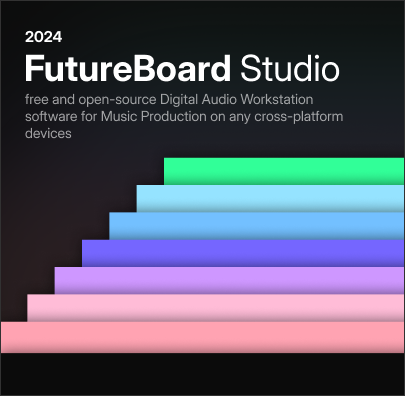 2024
FutureBoard Studio
free and open-source Digital Audio Workstation
software for Music Production on any cross-platform
devices